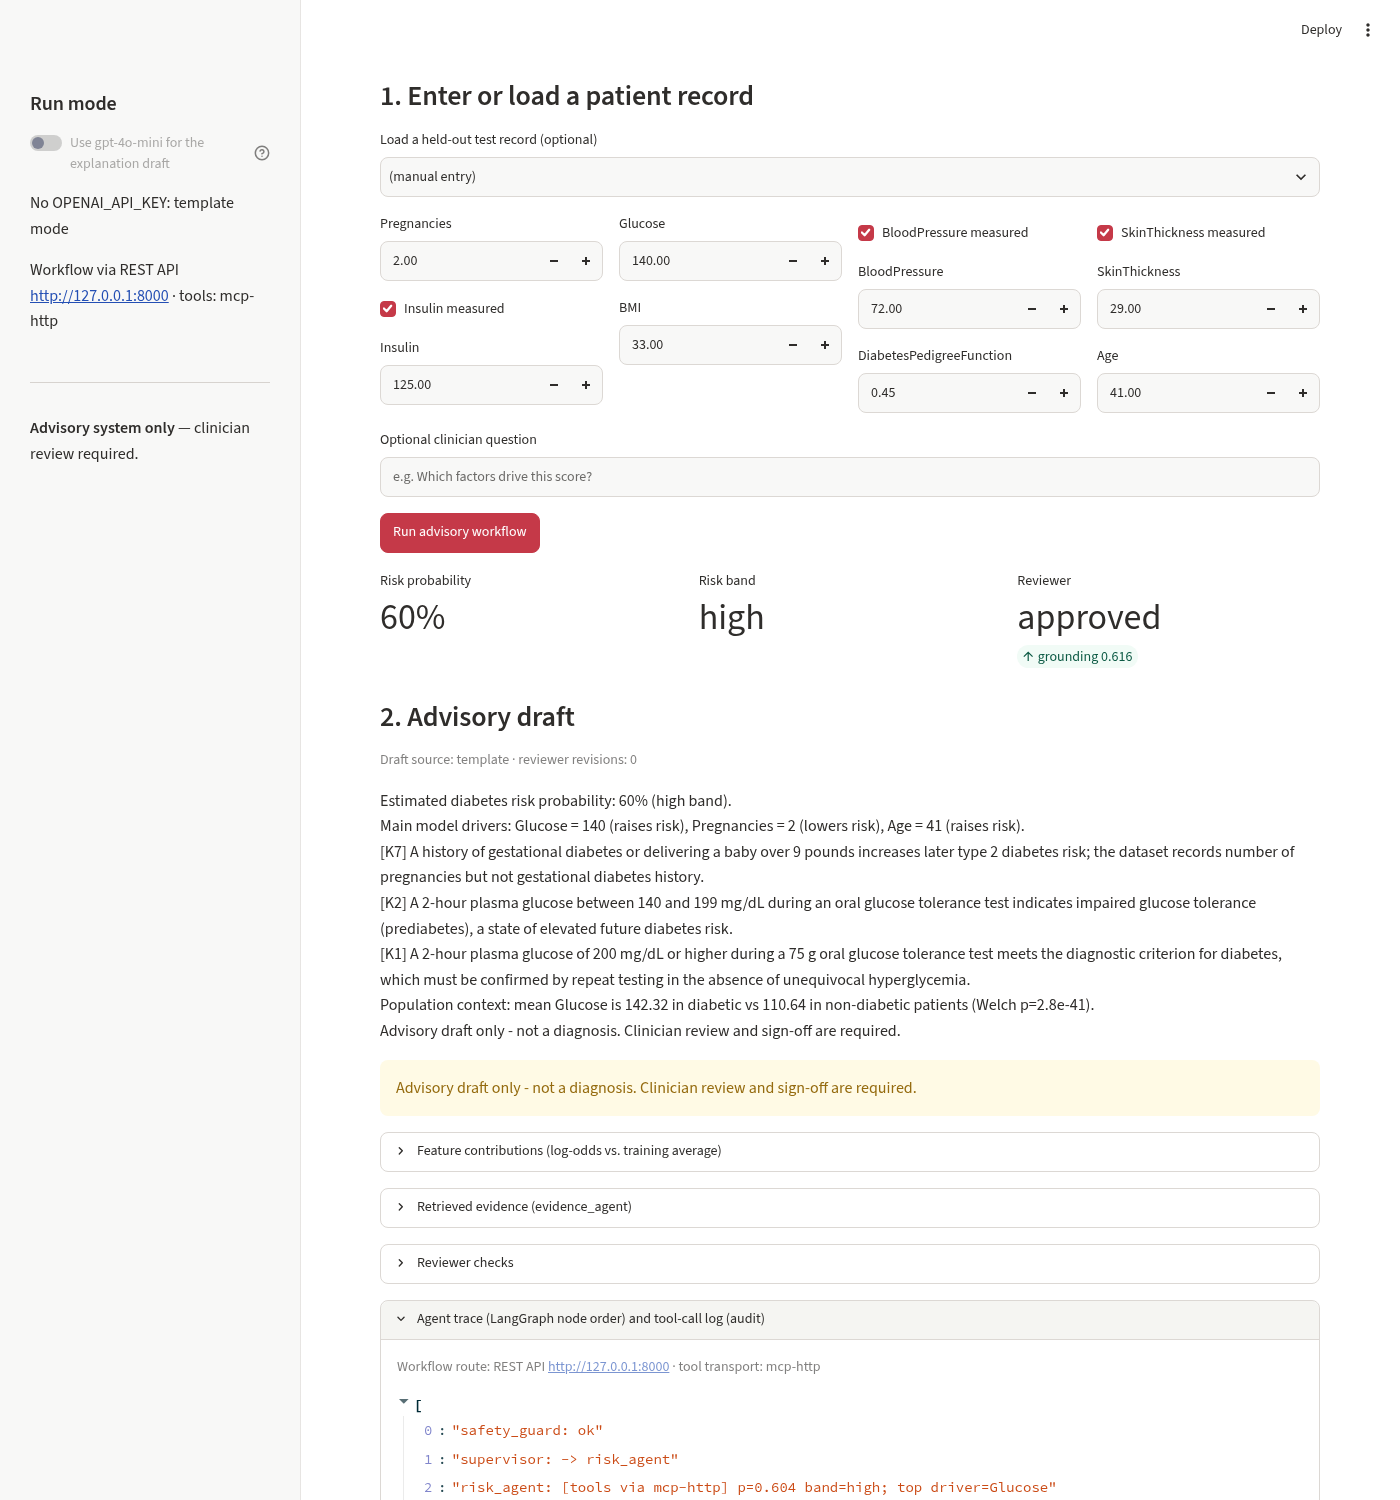 Deploy
Run mode
Use gpt-4o-mini for the
explanation draft
No OPENAI_API_KEY: template
mode
Workflow via REST API
http://127.0.0.1:8000 · tools: mcp-
http
Advisory system only — clinician
review required.
1. Enter or load a patient record
Load a held-out test record (optional)
(manual entry)
Pregnancies
2.00
Glucose
140.00
BloodPressure measured
BloodPressure
72.00
SkinThickness measured
SkinThickness
29.00
Insulin measured
Insulin
125.00
BMI
33.00
DiabetesPedigreeFunction
0.45
Age
41.00
Optional clinician question
e.g. Which factors drive this score?
Run advisory workflow
Risk probability
60%
Risk band
high
Reviewer
approved
↑ grounding 0.616
2. Advisory draft
Draft source: template · reviewer revisions: 0
Estimated diabetes risk probability: 60% (high band).
Main model drivers: Glucose = 140 (raises risk), Pregnancies = 2 (lowers risk), Age = 41 (raises risk).
[K7] A history of gestational diabetes or delivering a baby over 9 pounds increases later type 2 diabetes risk; the dataset records number of
pregnancies but not gestational diabetes history.
[K2] A 2-hour plasma glucose between 140 and 199 mg/dL during an oral glucose tolerance test indicates impaired glucose tolerance
(prediabetes), a state of elevated future diabetes risk.
[K1] A 2-hour plasma glucose of 200 mg/dL or higher during a 75 g oral glucose tolerance test meets the diagnostic criterion for diabetes,
which must be confirmed by repeat testing in the absence of unequivocal hyperglycemia.
Population context: mean Glucose is 142.32 in diabetic vs 110.64 in non-diabetic patients (Welch p=2.8e-41).
Advisory draft only - not a diagnosis. Clinician review and sign-off are required.
Advisory draft only - not a diagnosis. Clinician review and sign-off are required.
Feature contributions (log-odds vs. training average)
Retrieved evidence (evidence_agent)
Reviewer checks
Agent trace (LangGraph node order) and tool-call log (audit)
Workflow route: REST API http://127.0.0.1:8000 · tool transport: mcp-http
[
0 : "safety_guard: ok"
1 : "supervisor: -> risk_agent"
2 : "risk_agent: [tools via mcp-http] p=0.604 band=high; top driver=Glucose"